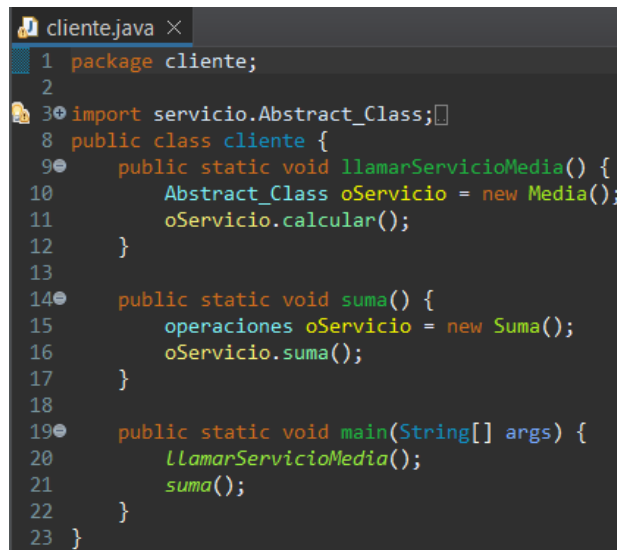 cliente.java ×
1 package cliente;
2
3 import servicio.Abstract_Class;
8 public class cliente {
9 public static void llamarServicioMedia() {
10 Abstract_Class oServicio = new Media();
11 oServicio.calcular();
12 }
13
14 public static void suma() {
15 operaciones oServicio = new Suma();
16 oServicio.suma();
17 }
18
19 public static void main(String[] args) {
20 llamarServicioMedia();
21 suma();
22 }
23 }